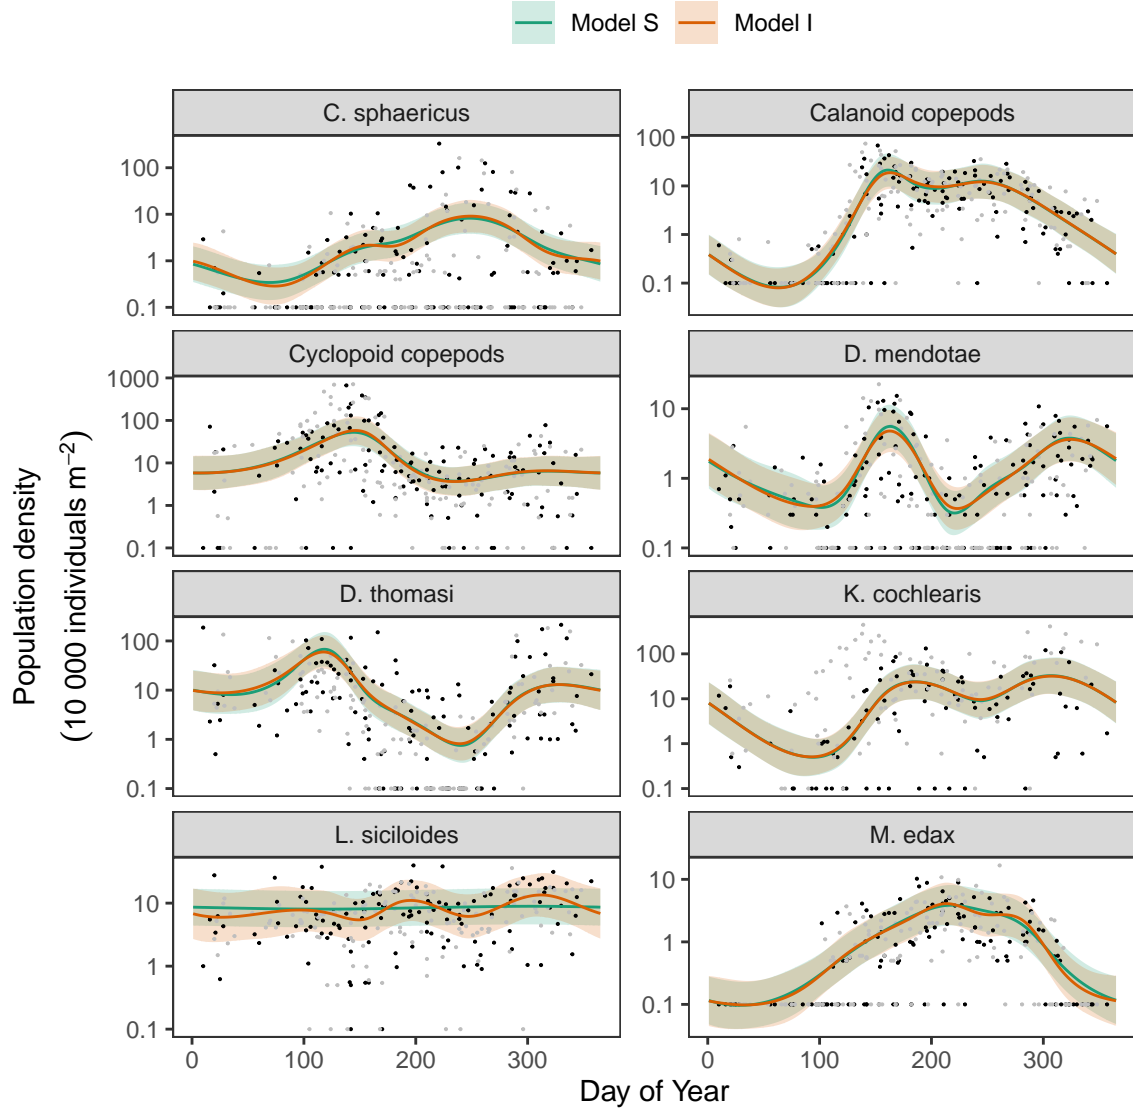 Model S Model I
C. sphaericus
Calanoid copepods
100
10
1
0.1
100
10
1
0.1
Cyclopoid copepods
D. mendotae
1000
100
10
1
0.1
10
1
0.1
D. thomasi
K. cochlearis
100
10
1
0.1
100
10
1
0.1
L. siciloides
M. edax
10
1
0.1
10
1
0.1
0 100 200 300
0 100 200 300
Day of Year
Population density
(10 000 individuals m⁻²)